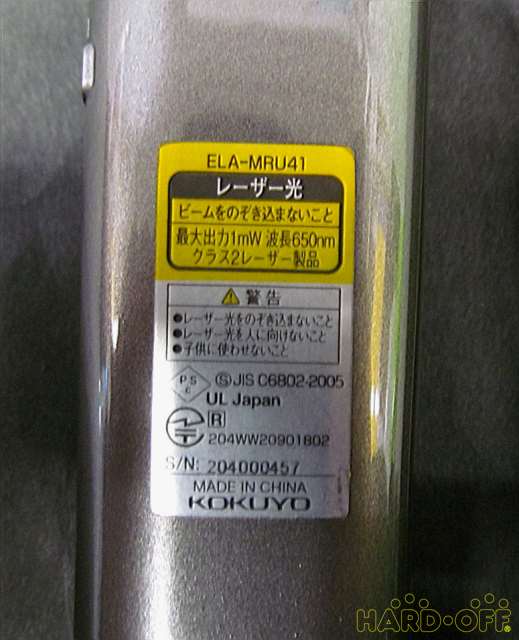 ELA-MRU41
レーザー光
ビームをのぞき込まないこと
最大出力1mW 波長650nm
クラス2レーザー製品
⚠警告
●レーザー光をのぞき込まないこと
●レーザー光を人に向けないこと
●子供に使わせないこと
PS
C
Ⓢ JIS C6802-2005
UL Japan
R
204WW20901802
S/N: 204000457
MADE IN CHINA
KOKUYO
HARD-OFF®